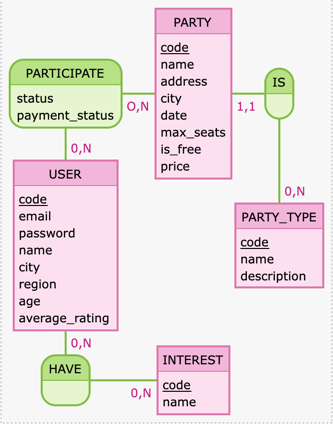 PARTY
code
name
address
city
date
max_seats
is_free
price
PARTICIPATE
status
payment_status
O,N
1,1
IS
0,N
0,N
USER
code
email
password
name
city
region
age
average_rating
PARTY_TYPE
code
name
description
0,N
HAVE
0,N
INTEREST
code
name